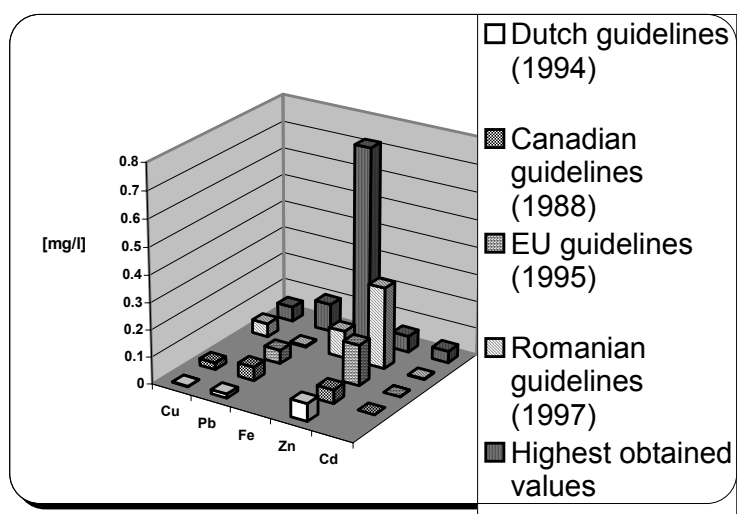 0.8
0.7
0.6
0.5
[mg/l]
0.4
0.3
0.2
0.1
0
Cu
Pb
Fe
Zn
Cd
Dutch guidelines
(1994)
Canadian
guidelines
(1988)
EU guidelines
(1995)
Romanian
guidelines
(1997)
Highest obtained
values